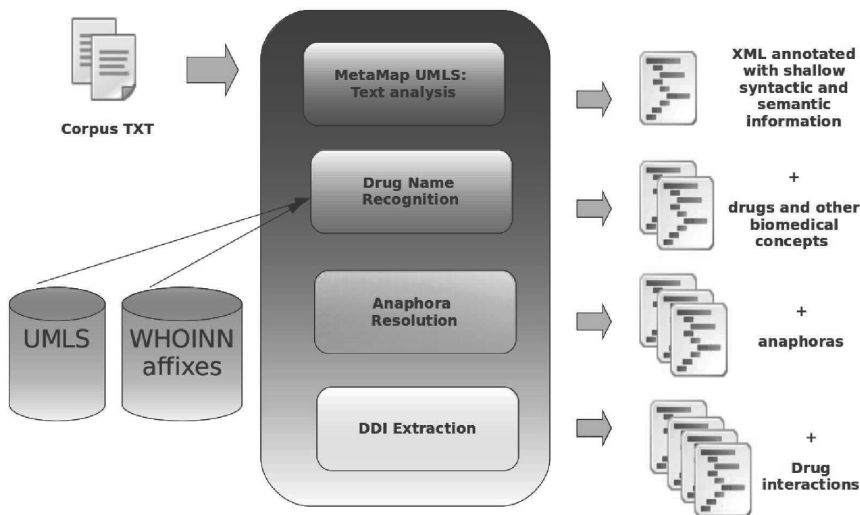 Corpus TXT
MetaMap UMLS:
Text analysis
XML annotated
with shallow
syntactic and
semantic
information
Drug Name
Recognition
+
drugs and other
biomedical
concepts
UMLS
WHOINN
affixes
Anaphora
Resolution
+
anaphoras
DDI Extraction
+
Drug
interactions